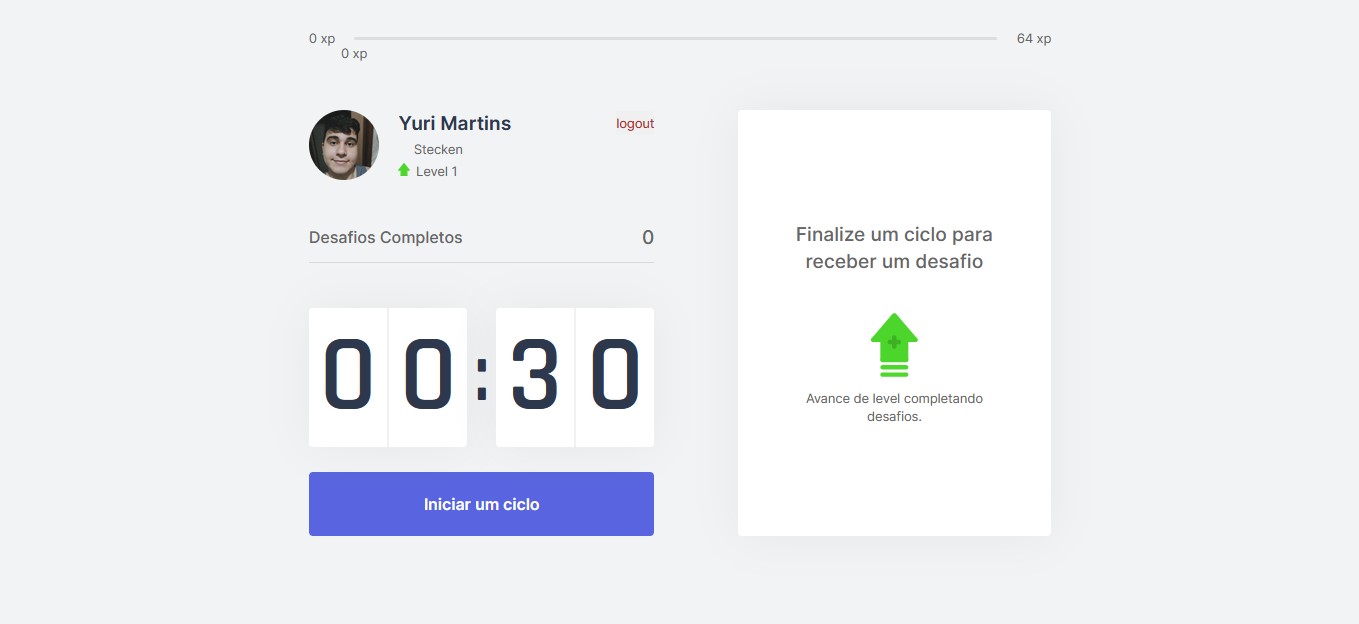 0 xp
64 xp
0 xp
Yuri Martins
logout
Stecken
Level 1
Desafios Completos
0
00:30
Iniciar um ciclo
Finalize um ciclo para
receber um desafio
Avance de level completando
desafios.